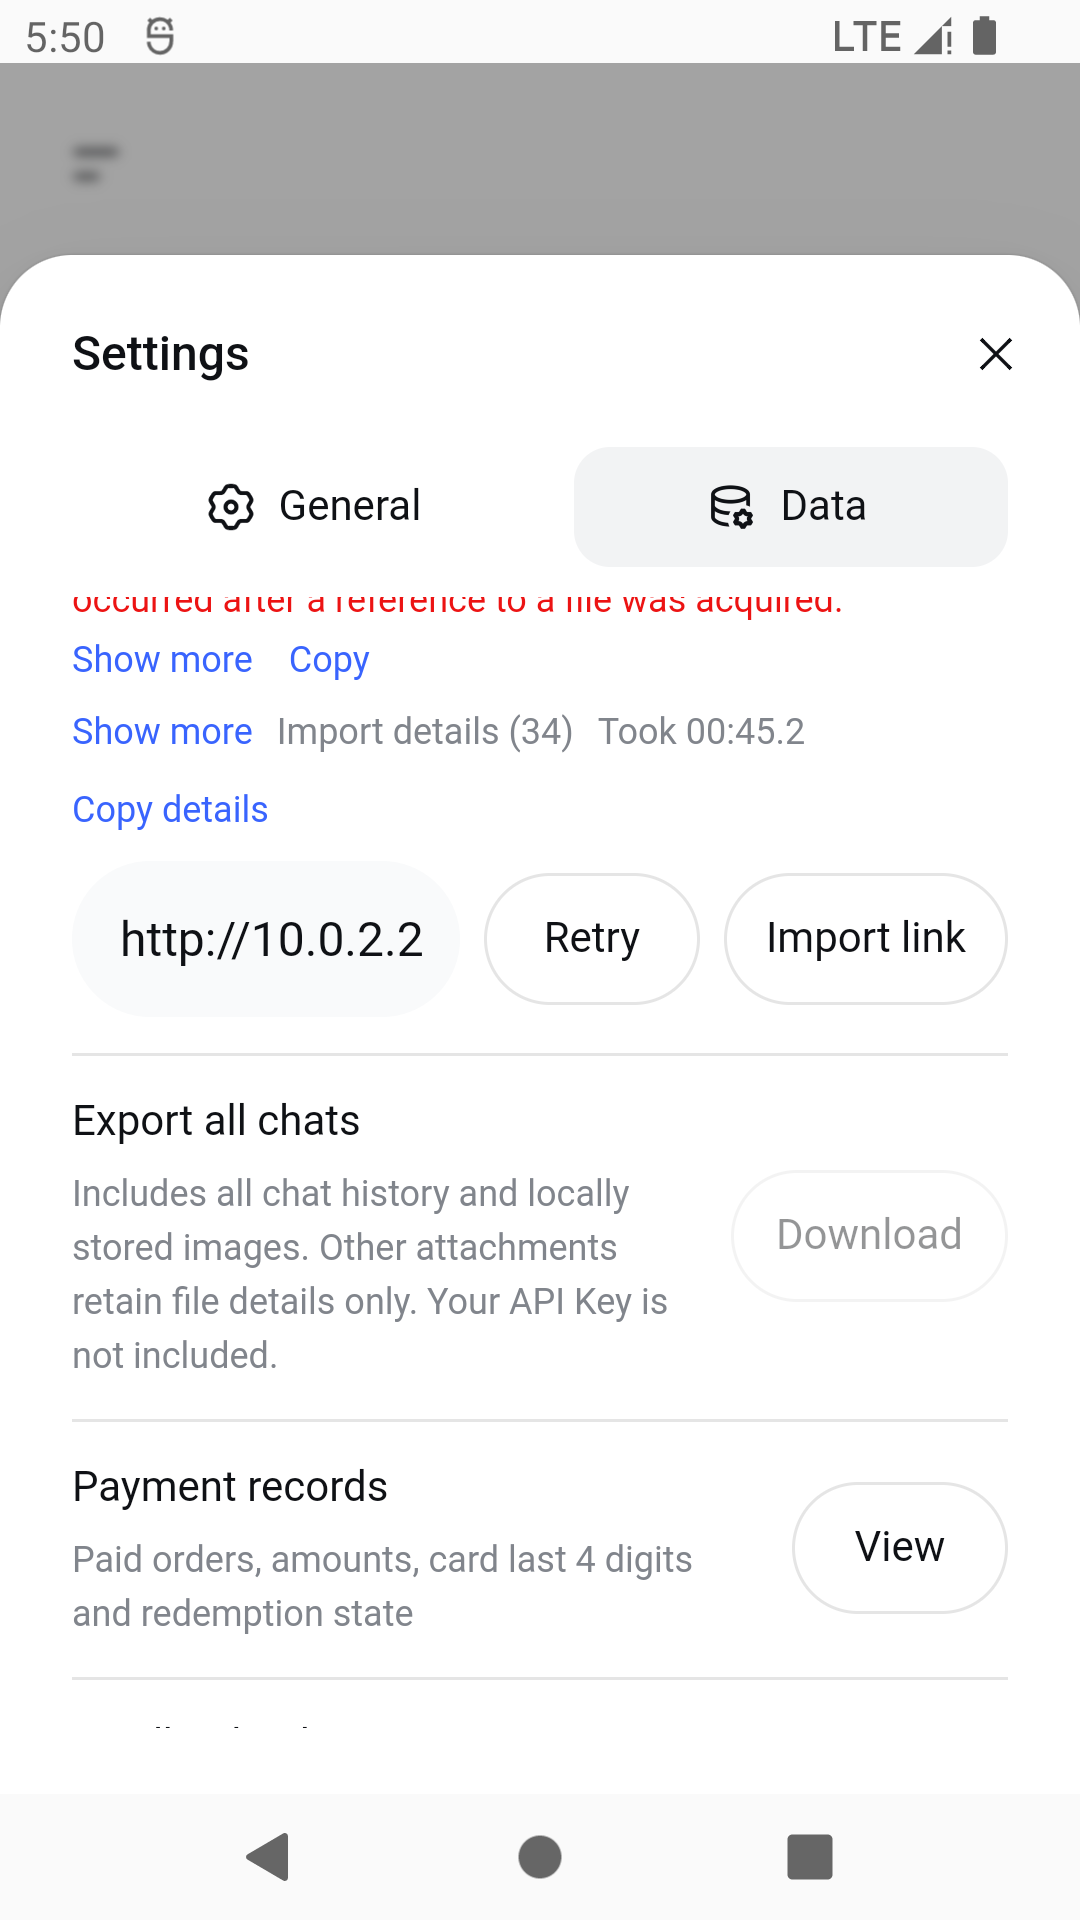 5:50
LTE
Settings
General
Data
occurred after a reference to a file was acquired.
Show more Copy
Show more Import details (34) Took 00:45.2
Copy details
http://10.0.2.2
Retry
Import link
Export all chats
Includes all chat history and locally
stored images. Other attachments
retain file details only. Your API Key is
not included.
Download
Payment records
Paid orders, amounts, card last 4 digits
and redemption state
View